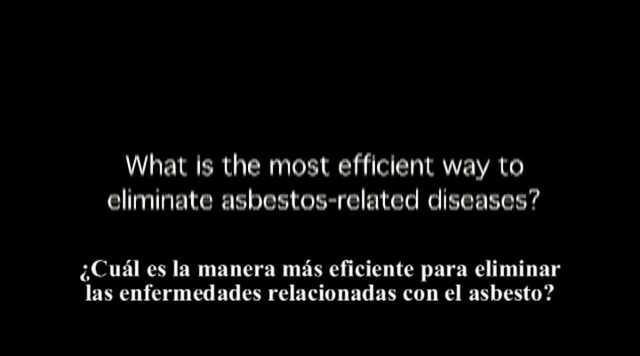 What is the most efficient way to
eliminate asbestos-related diseases?
¿Cuál es la manera más eficiente para eliminar
las enfermedades relacionadas con el asbesto?